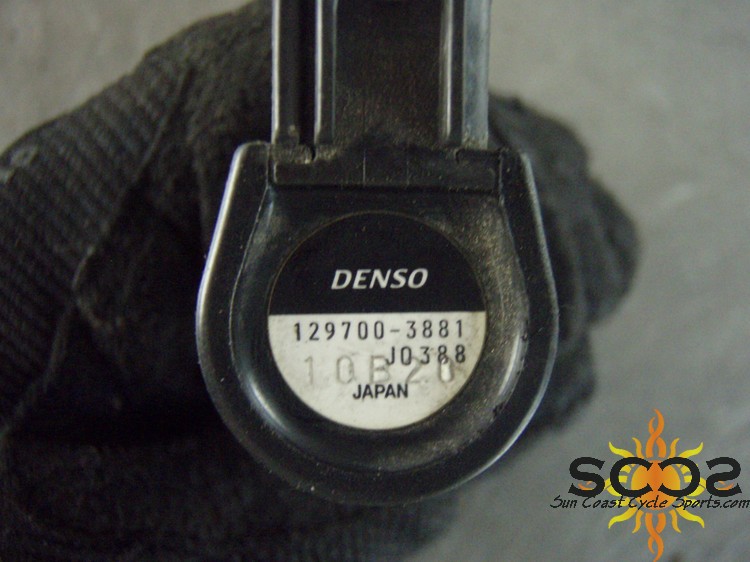 DENSO
129700-3881
J0388
10B20
JAPAN
SCCS
Sun Coast Cycle Sports.com